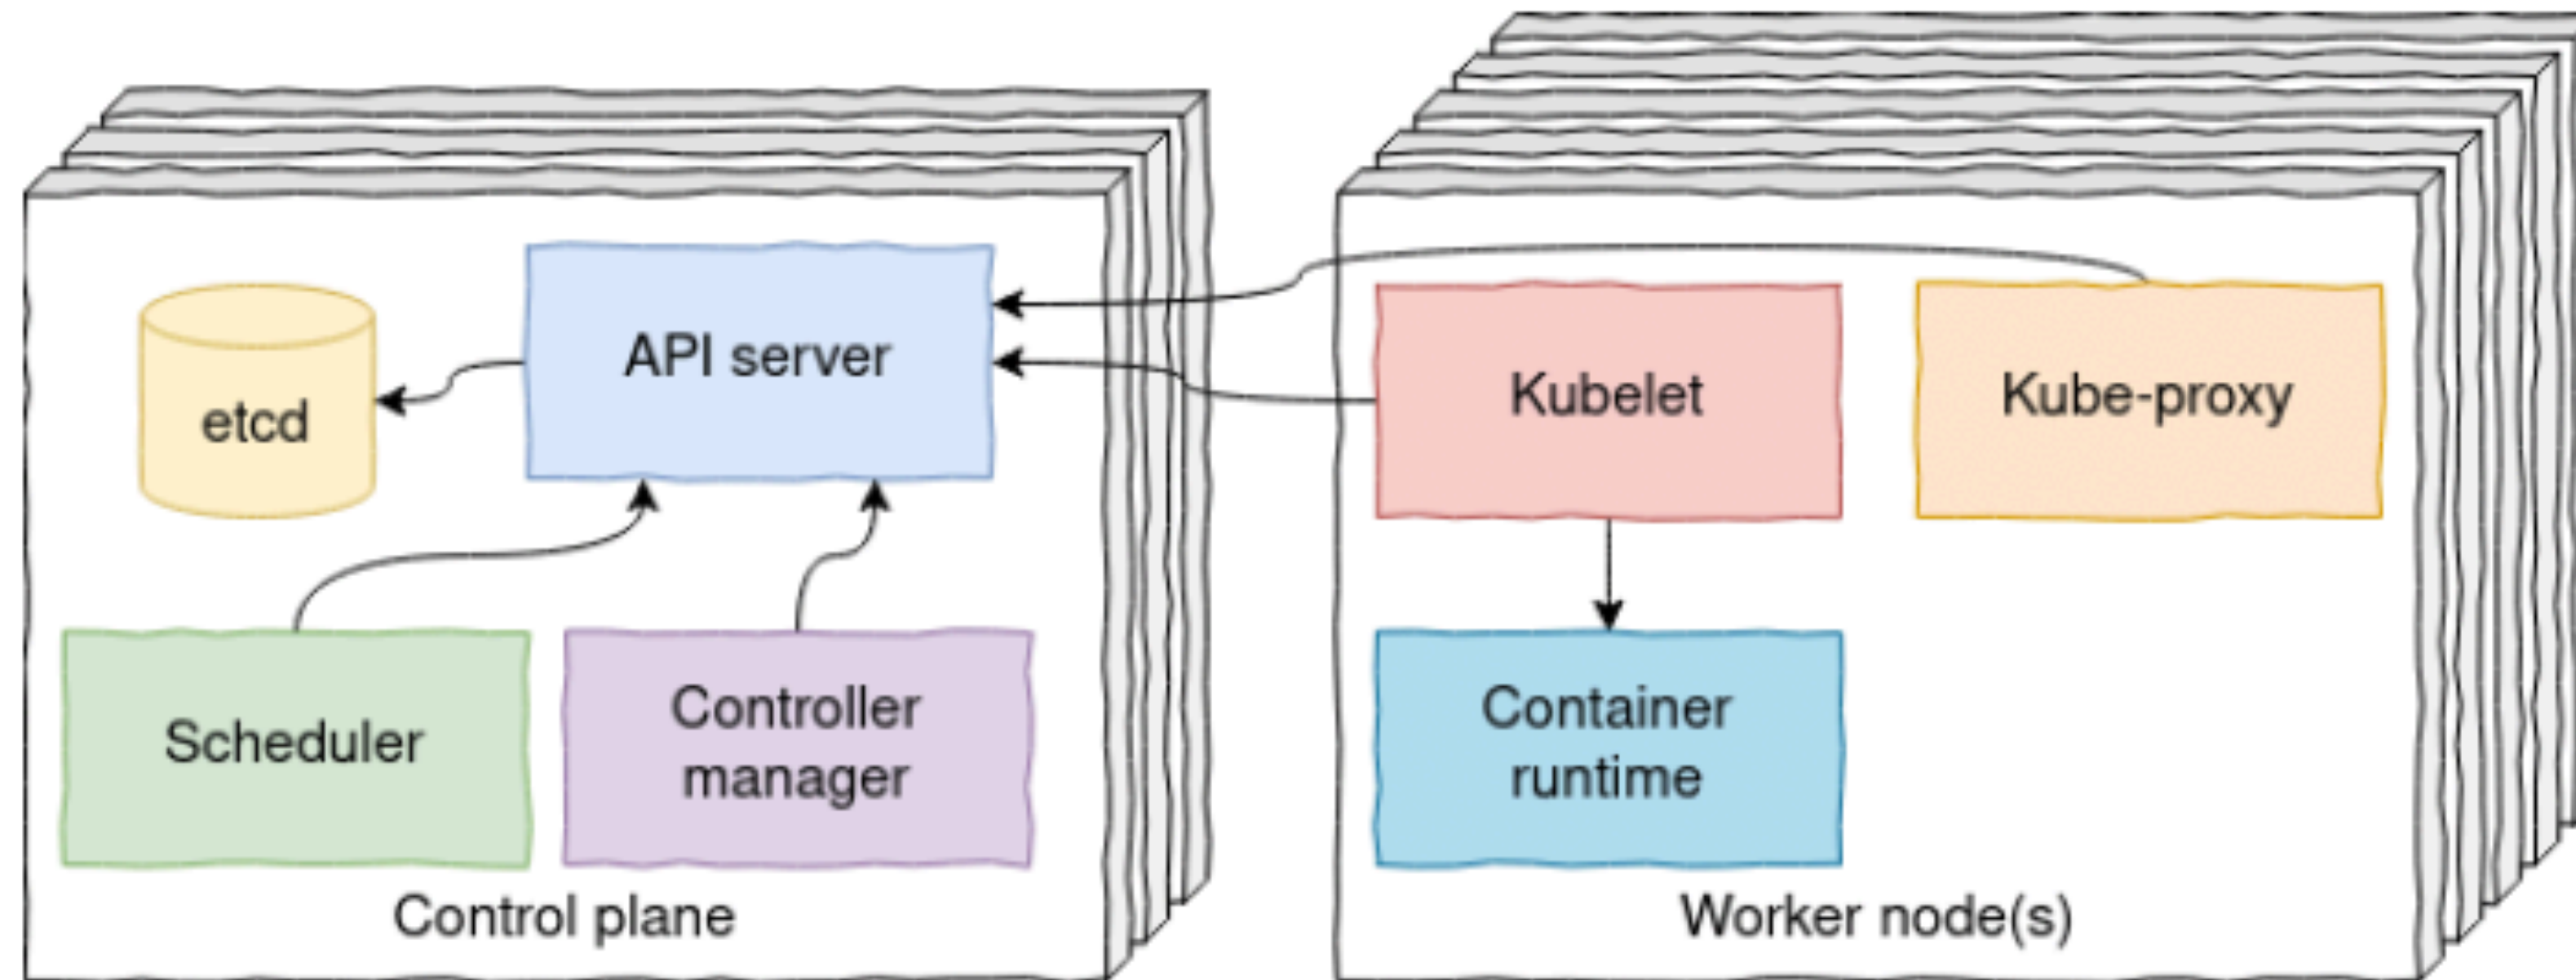 API server
etcd
Scheduler
Controller
manager
Control plane
Kubelet
Kube-proxy
Container
runtime
Worker node(s)